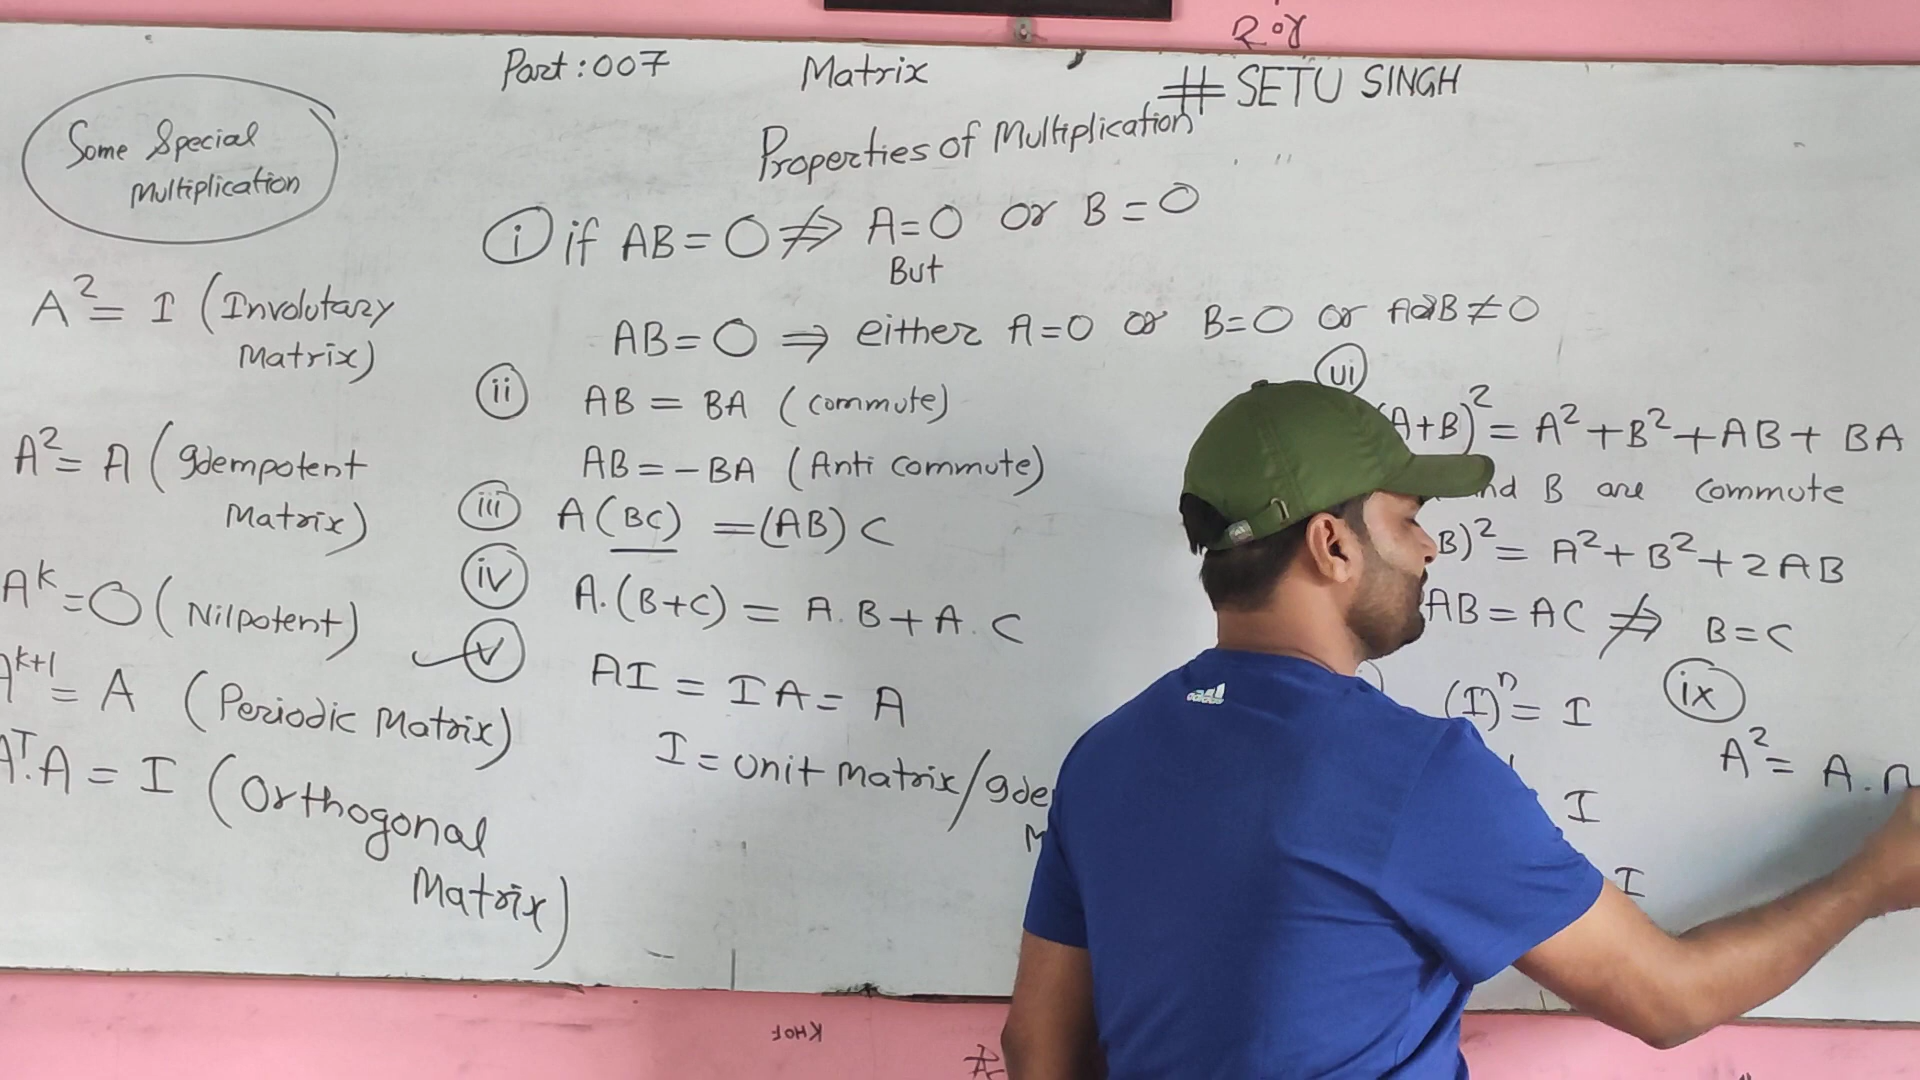 Roy
Part:007 Matrix # SETU SINGH
Properties of Multiplication
Some Special
Multiplication
A²= I (Involutary
Matrix)
A²= A (Idempotent
Matrix)
Aᵏ=O (Nilpotent)
Aᵏ⁺¹= A (Periodic Matrix)
Aᵀ.A = I (Orthogonal
Matrix)
(i) if AB = O ⇏ A=O or B=O
But
AB=O ⇒ either A=O or B=O or A&B≠O
(ii) AB = BA (commute)
AB = -BA (Anti commute)
(iii) A(BC) =(AB)C
(iv) A.(B+C) = A.B+A.C
(v) AI = IA= A
I = unit matrix/Ide
M
(vi)
(A+B)²= A²+B²+AB+ BA
and B are commute
B)²= A²+B²+2AB
AB=AC ⇏ B=C
(I)ⁿ= I
I
I
(ix)
A²= A.
adidas
KHOF